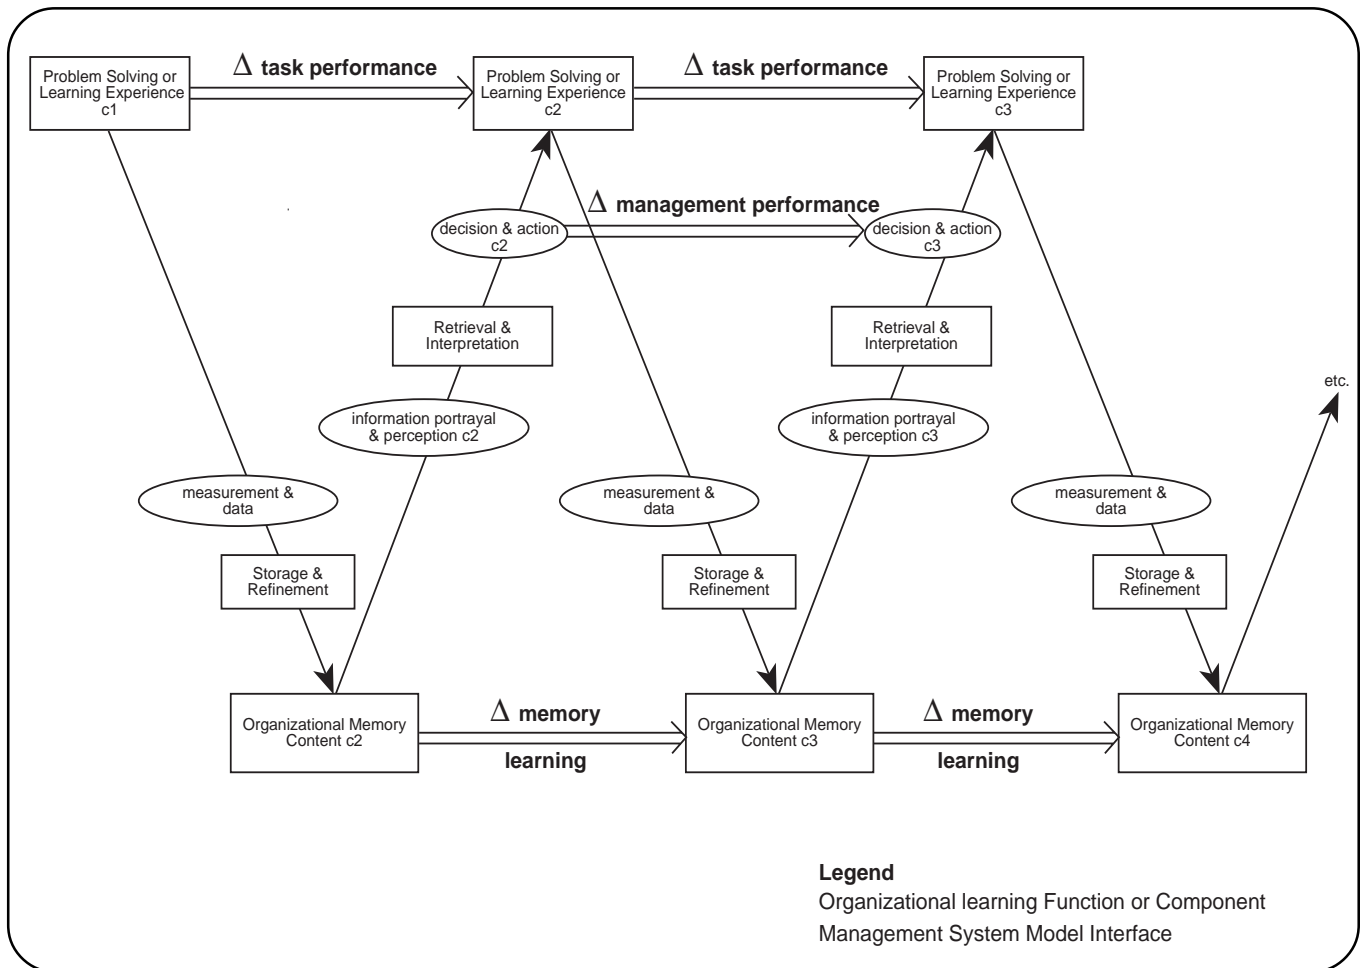 Δ task performance
Δ task performance
Problem Solving or
Learning Experience
c1
Problem Solving or
Learning Experience
c2
Problem Solving or
Learning Experience
c3
Δ management performance
decision & action
c2
decision & action
c3
Retrieval &
Interpretation
Retrieval &
Interpretation
etc.
information portrayal
& perception c2
information portrayal
& perception c3
measurement &
data
measurement &
data
measurement &
data
Storage &
Refinement
Storage &
Refinement
Storage &
Refinement
Organizational Memory
Content c2
Δ memory
learning
Organizational Memory
Content c3
Δ memory
learning
Organizational Memory
Content c4
Legend
Organizational learning Function or Component
Management System Model Interface